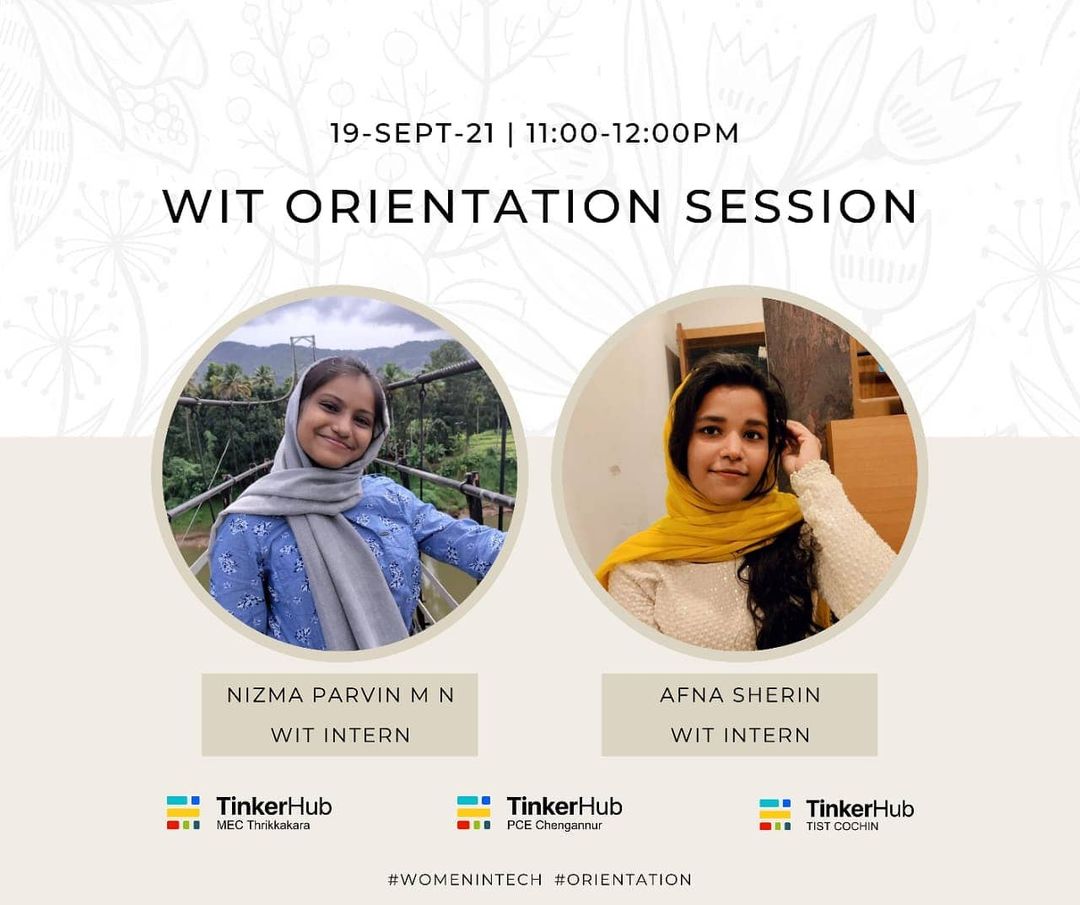 19-SEPT-21 | 11:00-12:00PM
WIT ORIENTATION SESSION
NIZMA PARVIN M N
WIT INTERN
AFNA SHERIN
WIT INTERN
TinkerHub
MEC Thrikkakara
TinkerHub
PCE Chengannur
TinkerHub
TIST COCHIN
#WOMENINTECH #ORIENTATION